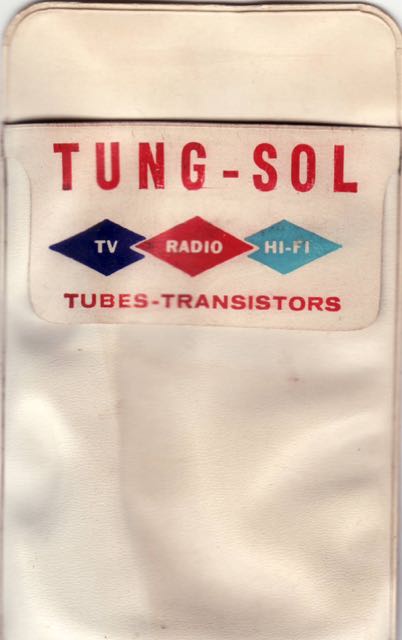 TUNG-SOL
TV RADIO HI-FI
TUBES-TRANSISTORS